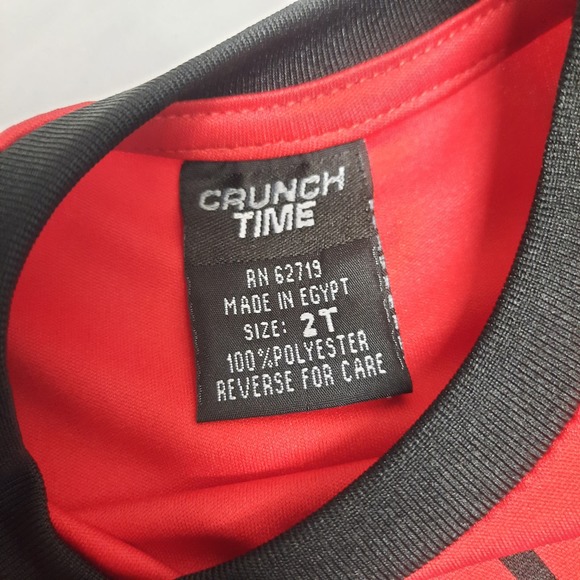 CRUNCH
TIME
RN 62719
MADE IN EGYPT
SIZE: 2T
100%POLYESTER
REVERSE FOR CARE